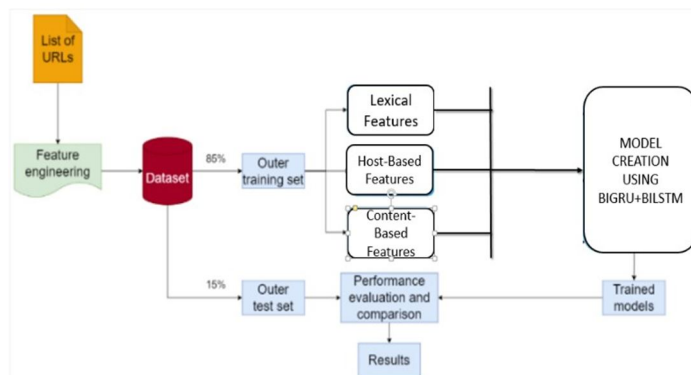 List of
URLs
Feature
engineering
Dataset
85%
Outer
training set
Lexical
Features
Host-Based
Features
Content-
Based
Features
MODEL
CREATION
USING
BIGRU+BILSTM
15%
Outer
test set
Performance
evaluation and
comparison
Trained
models
Results